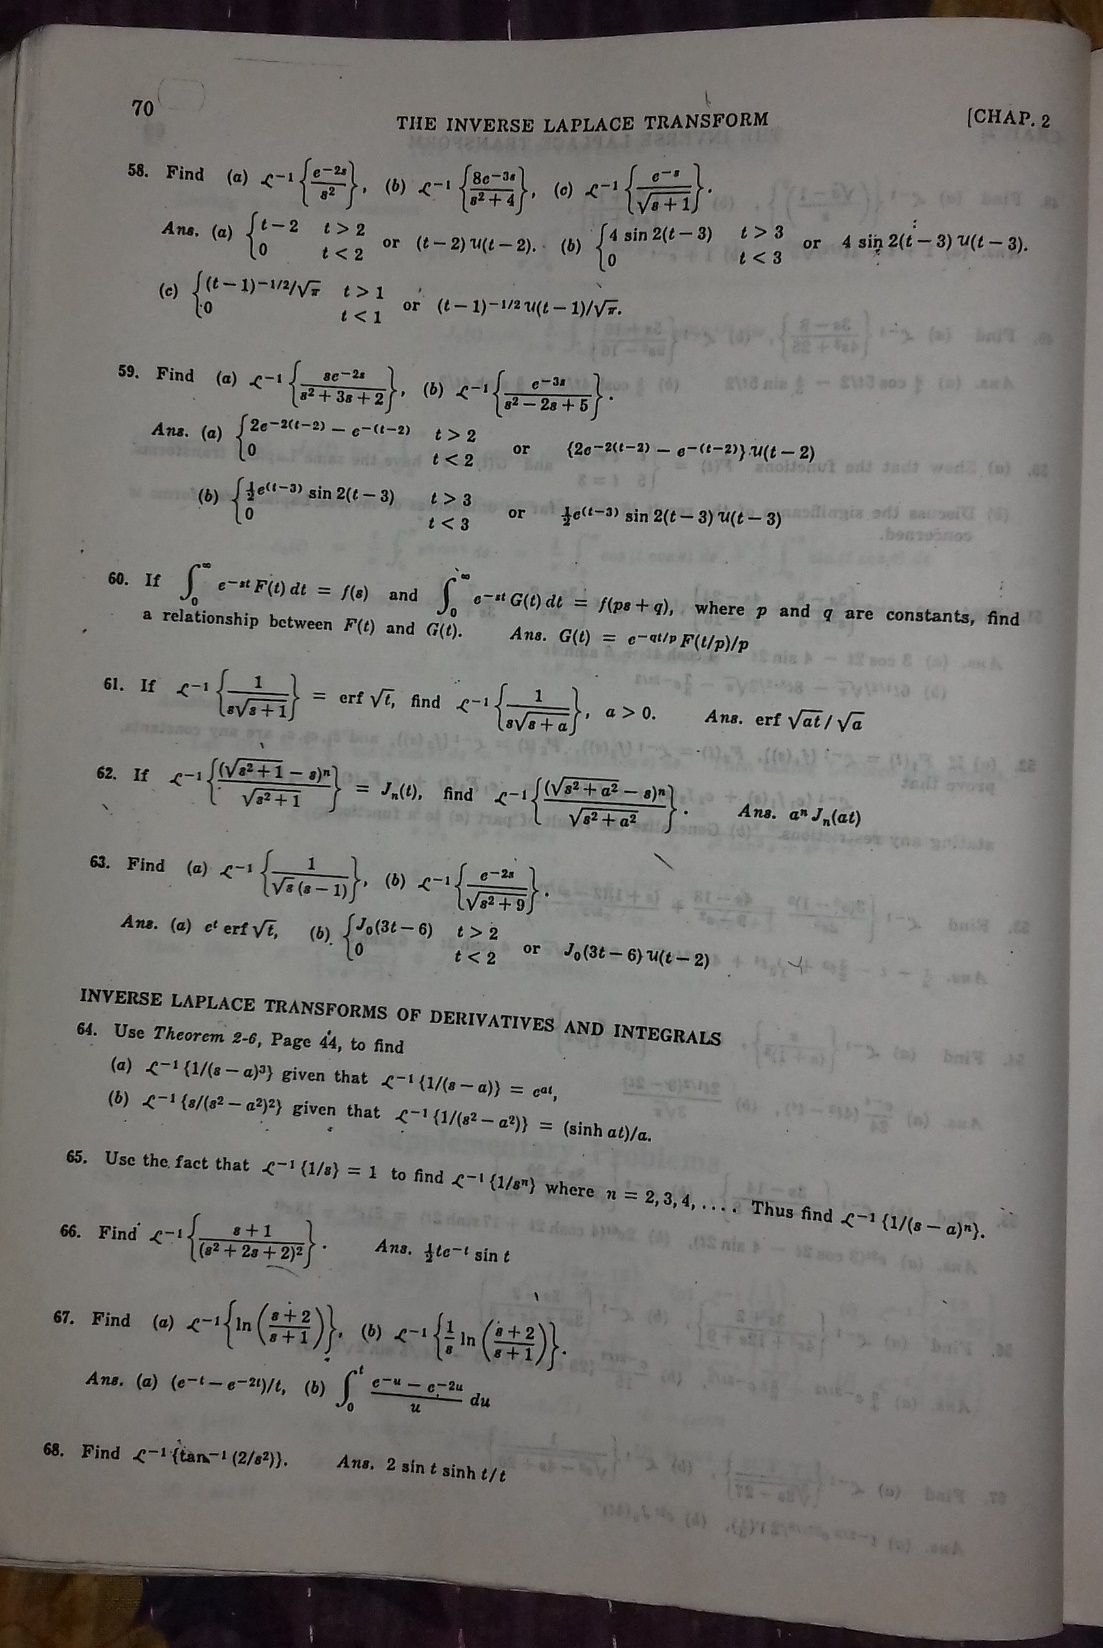 70 THE INVERSE LAPLACE TRANSFORM [CHAP. 2
58. Find (a) ℒ⁻¹{e^{-2s}/s²}, (b) ℒ⁻¹{8e^{-3s}/(s² + 4)}, (c) ℒ⁻¹{e^{-s}/√(s + 1)}.
Ans. (a) { t − 2 t > 2; 0 t < 2 or (t − 2) 𝒰(t − 2). (b) { 4 sin 2(t − 3) t > 3; 0 t < 3 or 4 sin 2(t − 3) 𝒰(t − 3).
(c) { (t − 1)^{-1/2}/√π t > 1; 0 t < 1 or (t − 1)^{-1/2} 𝒰(t − 1)/√π.
59. Find (a) ℒ⁻¹{se^{-2s}/(s² + 3s + 2)}, (b) ℒ⁻¹{e^{-3s}/(s² − 2s + 5)}.
Ans. (a) { 2e^{-2(t−2)} − e^{-(t−2)} t > 2; 0 t < 2 or {2e^{-2(t−2)} − e^{-(t−2)}} 𝒰(t − 2)
(b) { ½e^{(t−3)} sin 2(t − 3) t > 3; 0 t < 3 or ½e^{(t−3)} sin 2(t − 3) 𝒰(t − 3)
60. If ∫₀^∞ e^{-st} F(t) dt = f(s) and ∫₀^∞ e^{-st} G(t) dt = f(ps + q), where p and q are constants, find
a relationship between F(t) and G(t). Ans. G(t) = e^{-qt/p} F(t/p)/p
61. If ℒ⁻¹{1/(s√(s + 1))} = erf √t, find ℒ⁻¹{1/(s√(s + a))}, a > 0. Ans. erf √(at) / √a
62. If ℒ⁻¹{(√(s² + 1) − s)ⁿ/√(s² + 1)} = Jₙ(t), find ℒ⁻¹{(√(s² + a²) − s)ⁿ/√(s² + a²)}. Ans. aⁿ Jₙ(at)
63. Find (a) ℒ⁻¹{1/(√s (s − 1))}, (b) ℒ⁻¹{e^{-2s}/√(s² + 9)}.
Ans. (a) e^t erf √t, (b) { J₀(3t − 6) t > 2; 0 t < 2 or J₀(3t − 6) 𝒰(t − 2)
INVERSE LAPLACE TRANSFORMS OF DERIVATIVES AND INTEGRALS
64. Use Theorem 2-6, Page 44, to find
(a) ℒ⁻¹{1/(s − a)³} given that ℒ⁻¹{1/(s − a)} = e^{at},
(b) ℒ⁻¹{s/(s² − a²)²} given that ℒ⁻¹{1/(s² − a²)} = (sinh at)/a.
65. Use the fact that ℒ⁻¹{1/s} = 1 to find ℒ⁻¹{1/sⁿ} where n = 2, 3, 4, .... Thus find ℒ⁻¹{1/(s − a)ⁿ}.
66. Find ℒ⁻¹{(s + 1)/(s² + 2s + 2)²}. Ans. ½te^{-t} sin t
67. Find (a) ℒ⁻¹{ln ((s + 2)/(s + 1))}, (b) ℒ⁻¹{1/s ln ((s + 2)/(s + 1))}.
Ans. (a) (e^{-t} − e^{-2t})/t, (b) ∫₀^t (e^{-u} − e^{-2u})/u du
68. Find ℒ⁻¹{tan⁻¹ (2/s²)}. Ans. 2 sin t sinh t/t